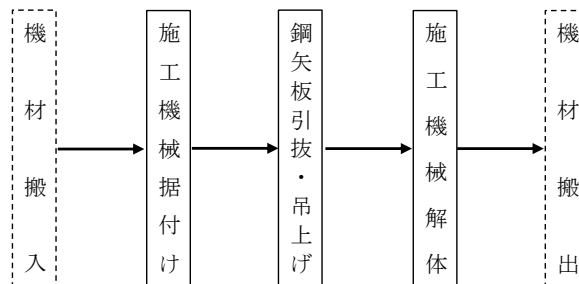 機材搬入
施工機械据付け
鋼矢板引抜・吊上げ
施工機械解体
機材搬出